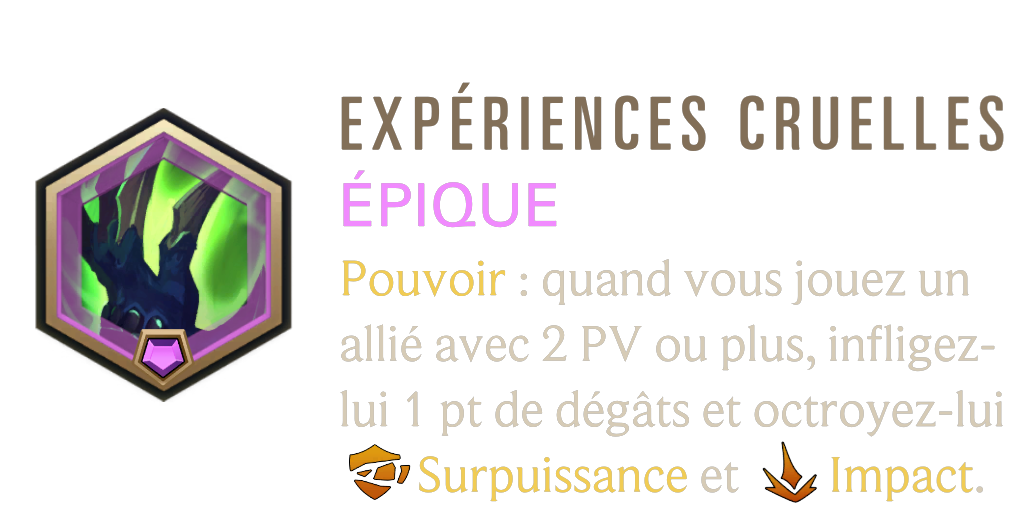 EXPÉRIENCES CRUELLES
ÉPIQUE
Pouvoir : quand vous jouez un
allié avec 2 PV ou plus, infligez-
lui 1 pt de dégâts et octroyez-lui
Surpuissance et Impact.